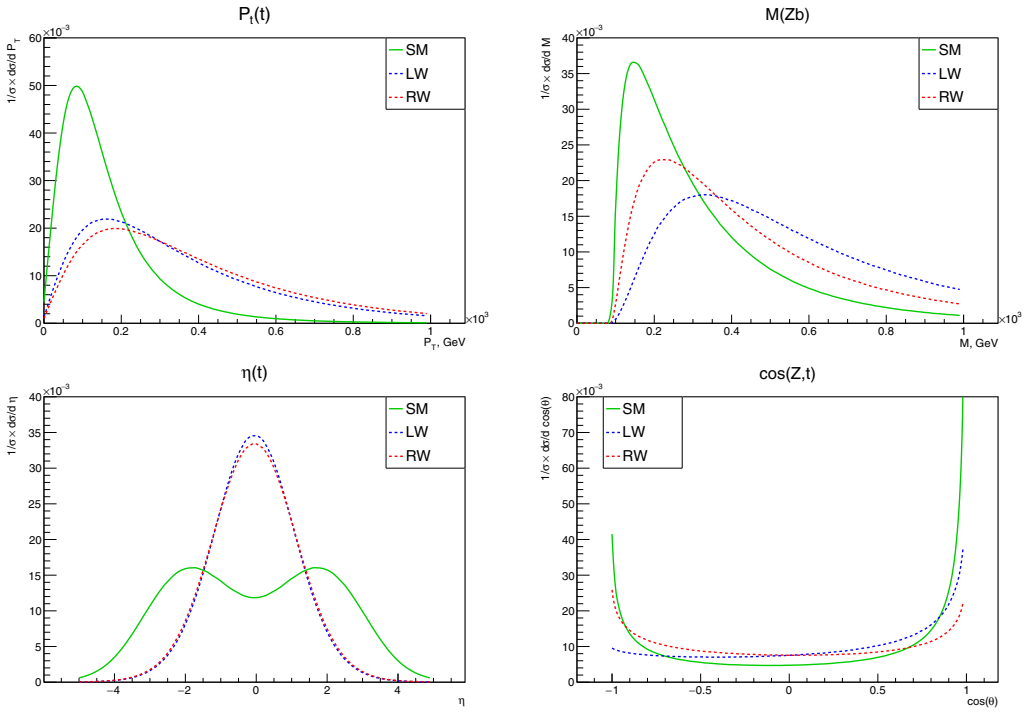 P_t(t)
×10⁻³
1/σ× dσ/d P_T
60
50
40
30
20
10
0
0 0.2 0.4 0.6 0.8 1
×10³
P_T, GeV
SM
LW
RW
M(Zb)
×10⁻³
1/σ× dσ/d M
40
35
30
25
20
15
10
5
0
0 0.2 0.4 0.6 0.8 1
×10³
M, GeV
SM
LW
RW
η(t)
×10⁻³
1/σ× dσ/d η
40
35
30
25
20
15
10
5
0
−4 −2 0 2 4
η
SM
LW
RW
cos(Z,t)
×10⁻³
1/σ× dσ/d cos(θ)
80
70
60
50
40
30
20
10
0
−1 −0.5 0 0.5 1
cos(θ)
SM
LW
RW